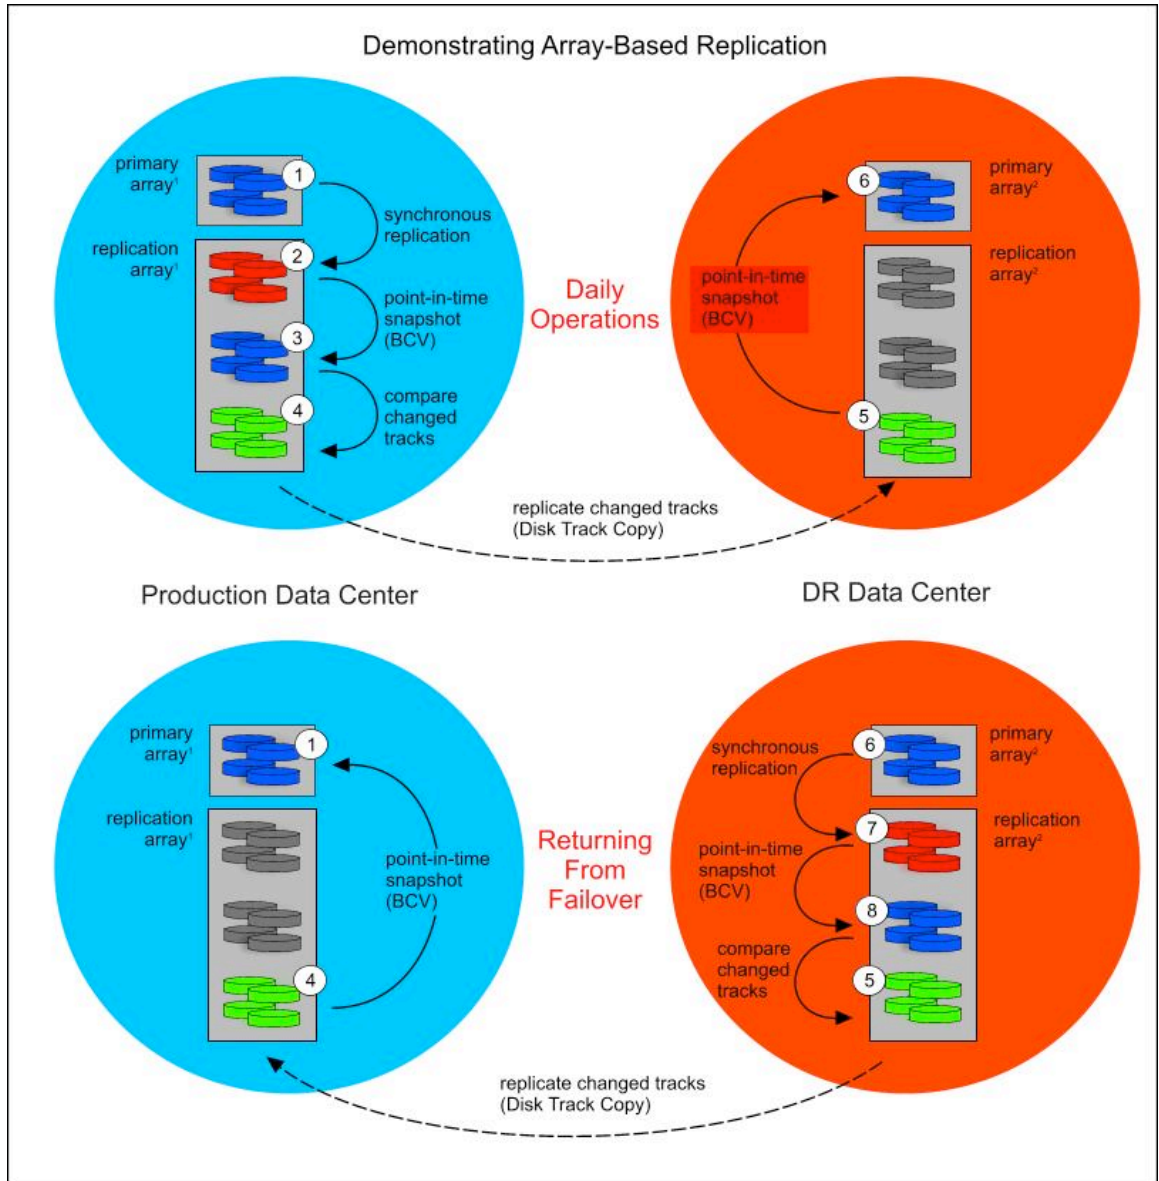 Demonstrating Array-Based Replication
primary
array¹
1
synchronous
replication
replication
array¹
2
point-in-time
snapshot
(BCV)
3
compare
changed
tracks
4
Daily
Operations
6
primary
array²
replication
array²
point-in-time
snapshot
(BCV)
5
replicate changed tracks
(Disk Track Copy)
Production Data Center
DR Data Center
primary
array¹
1
replication
array¹
point-in-time
snapshot
(BCV)
4
Returning
From
Failover
synchronous
replication
6
primary
array²
7
replication
array²
point-in-time
snapshot
(BCV)
8
compare
changed
tracks
5
replicate changed tracks
(Disk Track Copy)